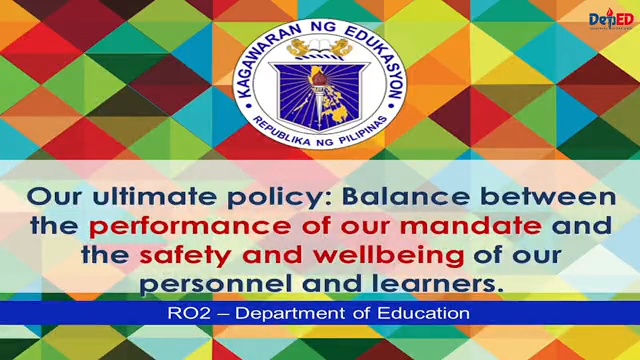 DepED
KAGAWARAN NG EDUKASYON
REPUBLIKA NG PILIPINAS
Our ultimate policy: Balance between
the performance of our mandate and
the safety and wellbeing of our
personnel and learners.
RO2 – Department of Education